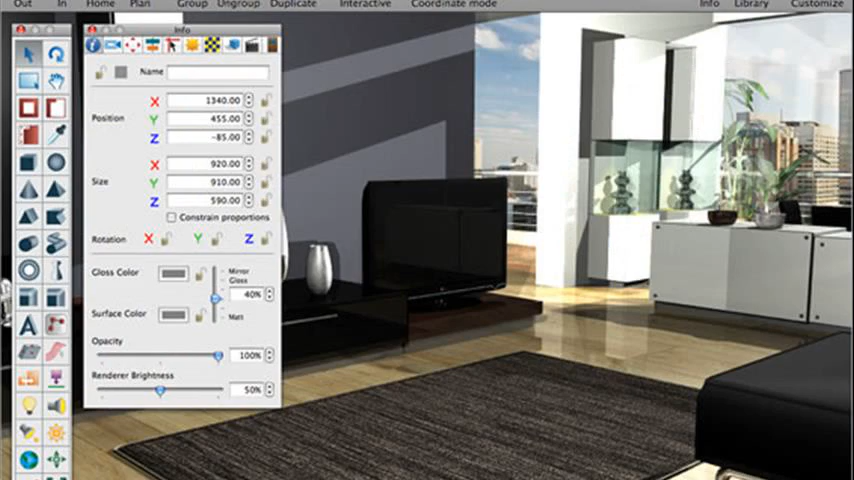 Out In Home Plan Group Ungroup Duplicate Interactive Coordinate mode Info Library Customize
Info
Name
Position
X 1340.00
Y 455.00
Z -85.00
Size
X 920.00
Y 910.00
Z 590.00
Constrain proportions
Rotation X Y Z
Gloss Color
Mirror
Gloss
40%
Surface Color
Matt
Opacity
100%
Renderer Brightness
50%
A